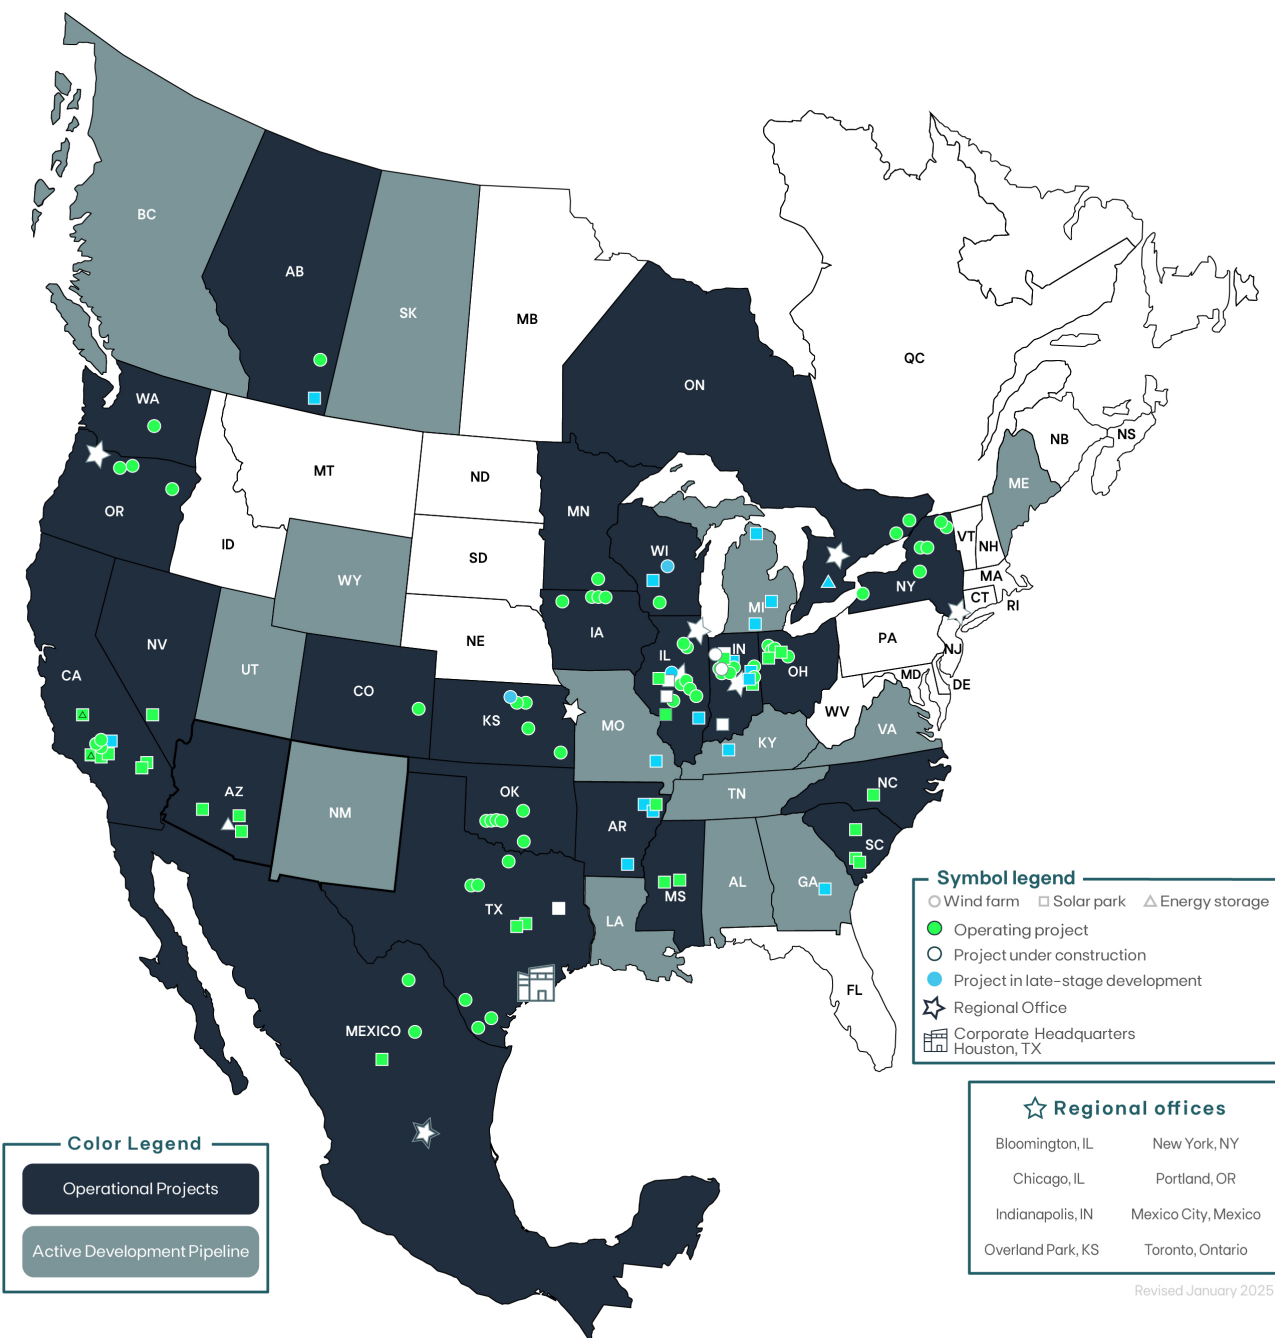 BC
AB
SK
MB
ON
QC
NB
NS
ME
WA
OR
MT
ND
MN
ID
SD
WI
WY
NE
IA
MI
NY
VT
NH
MA
CT
RI
PA
NJ
MD
DE
NV
CA
UT
CO
KS
MO
IL
IN
OH
WV
VA
KY
AZ
NM
OK
AR
TN
NC
SC
TX
LA
MS
AL
GA
FL
MEXICO
Symbol legend
Wind farm Solar park Energy storage
Operating project
Project under construction
Project in late-stage development
Regional Office
Corporate Headquarters
Houston, TX
Regional offices
Bloomington, IL New York, NY
Chicago, IL Portland, OR
Indianapolis, IN Mexico City, Mexico
Overland Park, KS Toronto, Ontario
Color Legend
Operational Projects
Active Development Pipeline
Revised January 2025